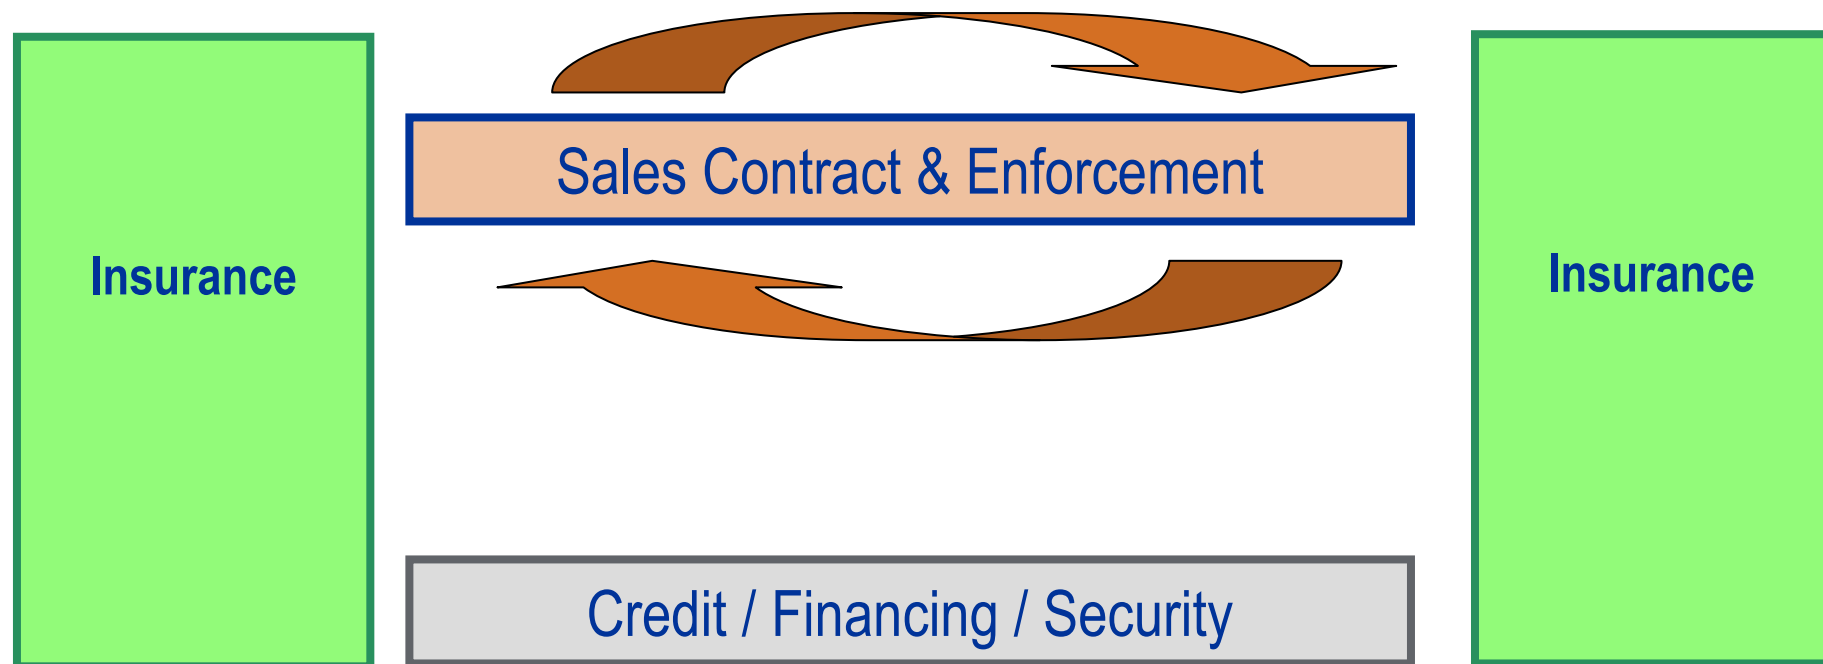 Sales Contract & Enforcement
Insurance
Insurance
Credit / Financing / Security